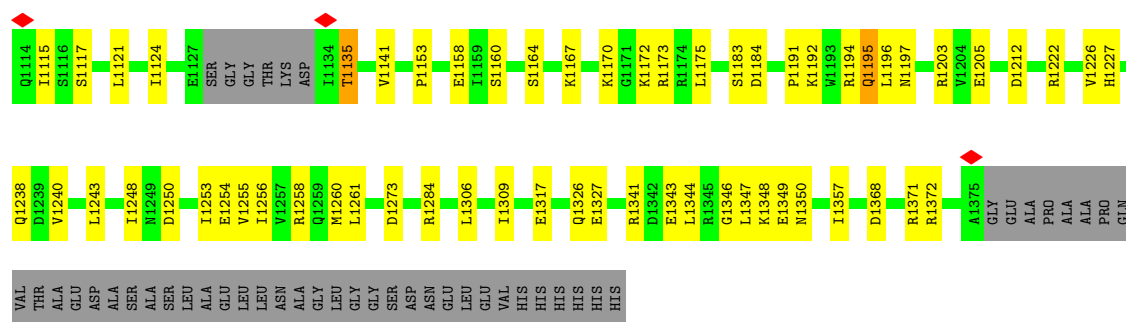 Q1114 I1115 S1116 S1117 L1121 I1124 E1127 SER GLY GLY THR LYS ASP I1134 T1135 V1141 P1153 E1158 I1159 S1160 S1164 K1167 K1170 G1171 K1172 R1173 R1174 L1175 S1183 D1184 P1191 K1192 W1193 R1194 Q1195 L1196 N1197 R1203 V1204 E1205 D1212 R1222 V1226 H1227
Q1238 D1239 V1240 L1243 I1248 N1249 D1250 I1253 E1254 V1255 I1256 V1257 R1258 Q1259 M1260 L1261 D1273 R1284 L1306 I1309 E1317 Q1326 E1327 R1341 D1342 E1343 L1344 R1345 G1346 L1347 K1348 E1349 N1350 I1357 D1368 R1371 R1372 A1375 GLY GLU ALA PRO ALA ALA PRO GLN
VAL THR ALA GLU ASP ALA SER ALA SER LEU ALA GLU LEU LEU ASN ALA GLY LEU GLY GLY SER ASP ASN GLU LEU GLU VAL HIS HIS HIS HIS HIS HIS